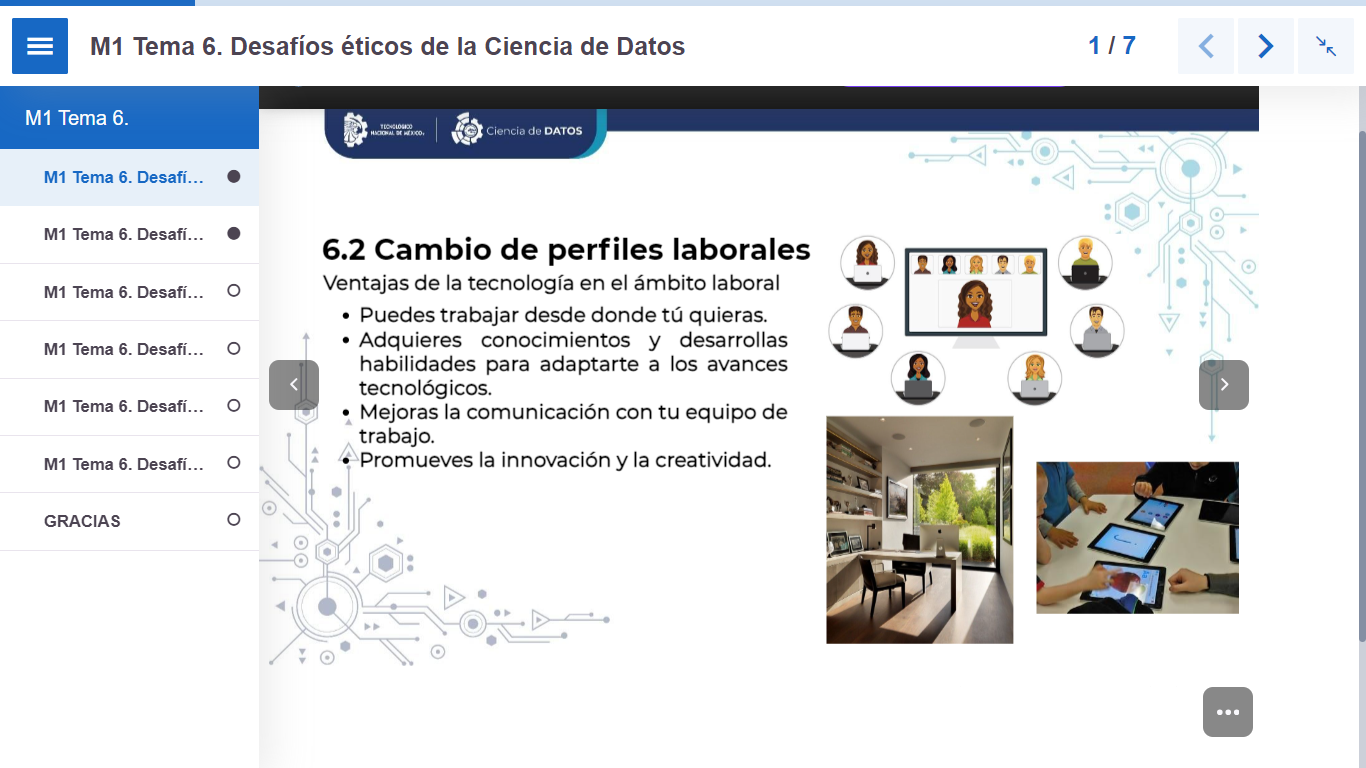 M1 Tema 6. Desafíos éticos de la Ciencia de Datos
1 / 7
M1 Tema 6.
M1 Tema 6. Desafí...
M1 Tema 6. Desafí...
M1 Tema 6. Desafí...
M1 Tema 6. Desafí...
M1 Tema 6. Desafí...
M1 Tema 6. Desafí...
GRACIAS
TECNOLÓGICO
NACIONAL DE MÉXICO
Ciencia de DATOS
6.2 Cambio de perfiles laborales
Ventajas de la tecnología en el ámbito laboral
• Puedes trabajar desde donde tú quieras.
• Adquieres conocimientos y desarrollas
habilidades para adaptarte a los avances
tecnológicos.
• Mejoras la comunicación con tu equipo de
trabajo.
• Promueves la innovación y la creatividad.